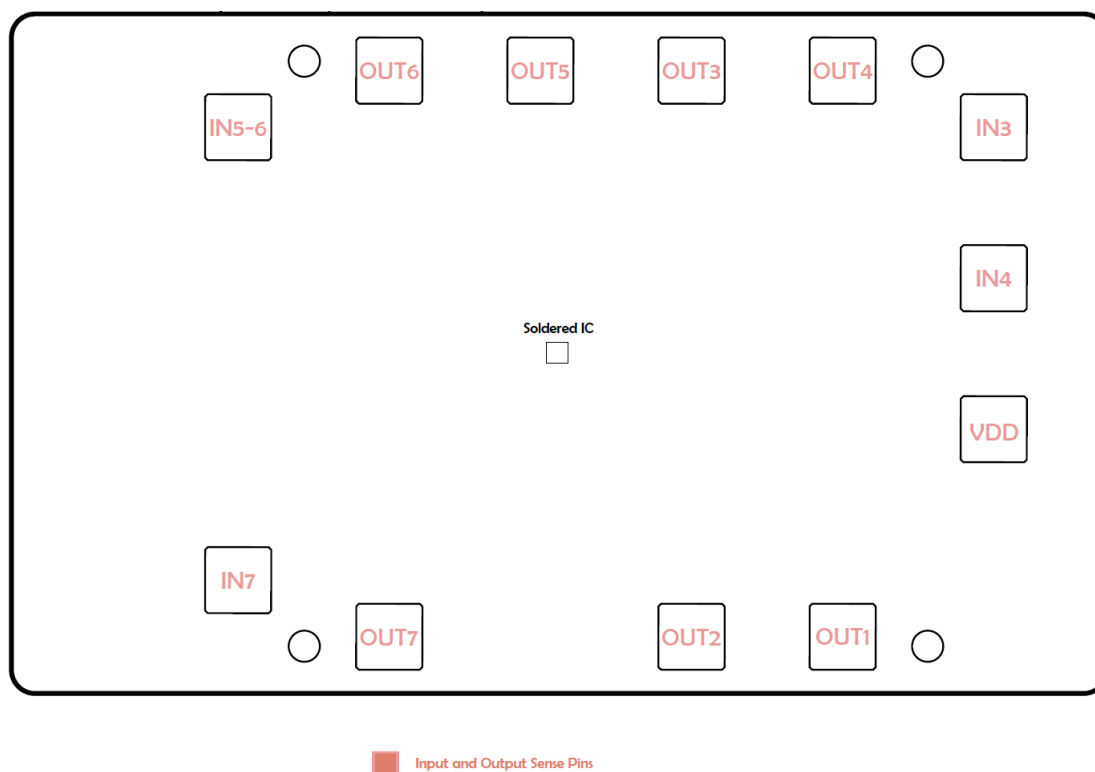 OUT6
OUT5
OUT3
OUT4
IN5-6
IN3
IN4
Soldered IC
VDD
IN7
OUT7
OUT2
OUT1
Input and Output Sense Pins